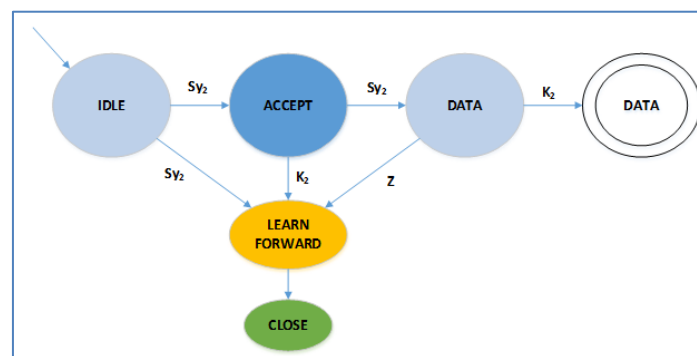 IDLE
Sy₂
ACCEPT
Sy₂
DATA
K₂
DATA
Sy₂
K₂
Z
LEARN
FORWARD
CLOSE